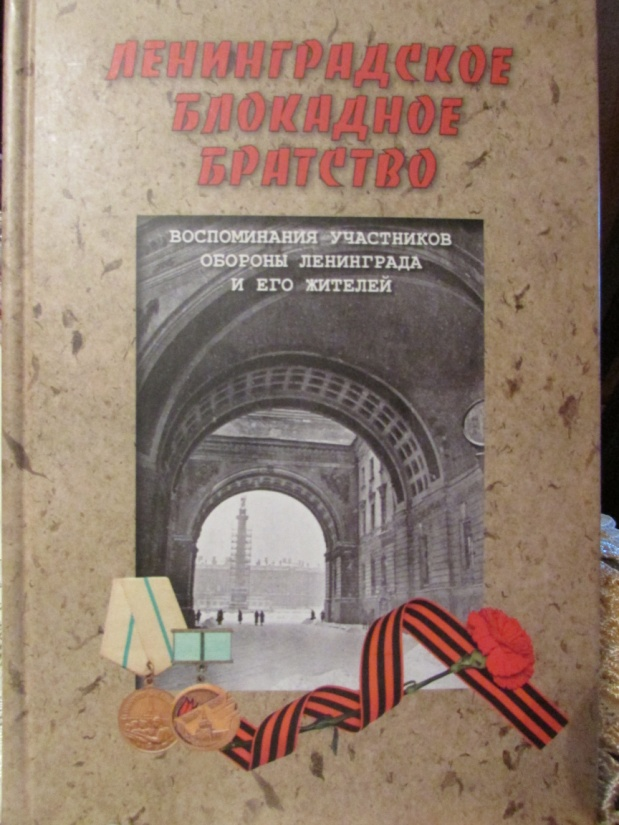 ЛЕНИНГРАДСКОЕ
БЛОКАДНОЕ
БРАТСТВО
ВОСПОМИНАНИЯ УЧАСТНИКОВ
ОБОРОНЫ ЛЕНИНГРАДА
И ЕГО ЖИТЕЛЕЙ